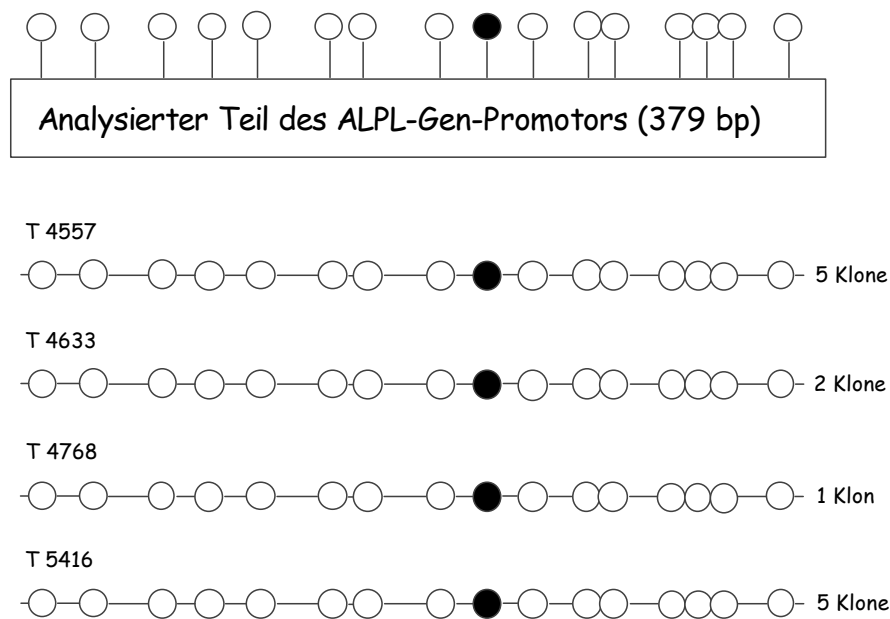 Analysierter Teil des ALPL-Gen-Promotors (379 bp)
T 4557
5 Klone
T 4633
2 Klone
T 4768
1 Klon
T 5416
5 Klone